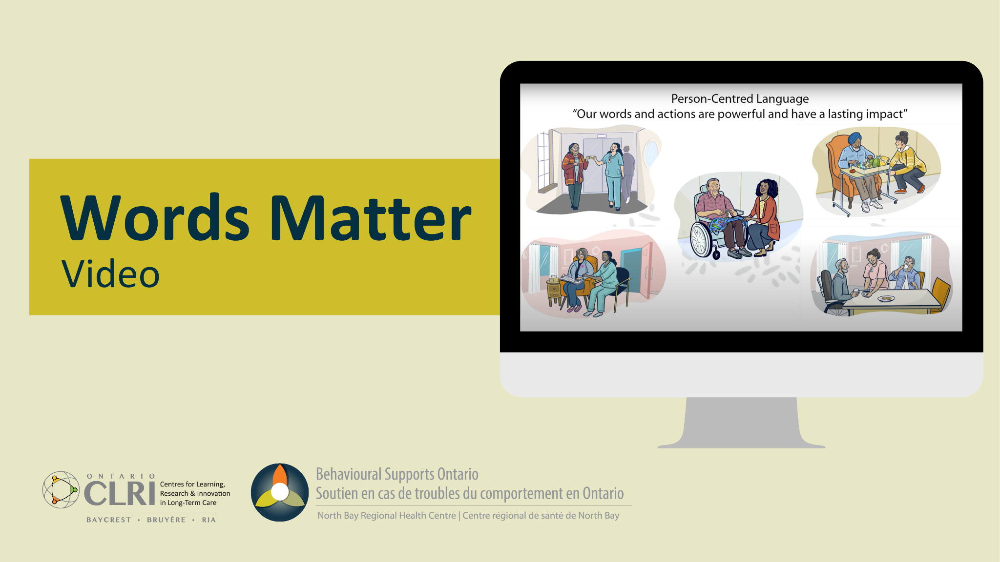 Words Matter
Video
Person-Centred Language
“Our words and actions are powerful and have a lasting impact”
ONTARIO
CLRI
Centres for Learning,
Research & Innovation
in Long-Term Care
BAYCREST • BRUYÈRE • RIA
Behavioural Supports Ontario
Soutien en cas de troubles du comportement en Ontario
North Bay Regional Health Centre | Centre régional de santé de North Bay